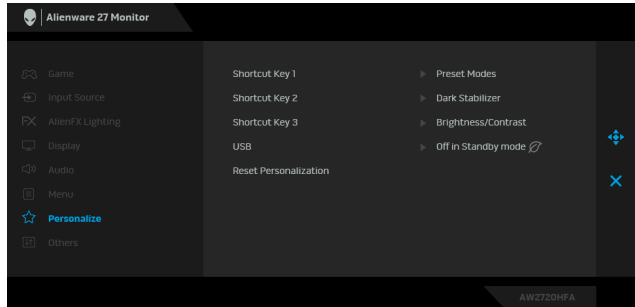 Alienware 27 Monitor
Game
Input Source
FX AlienFX Lighting
Display
Audio
Menu
Personalize
Others
Shortcut Key 1 Preset Modes
Shortcut Key 2 Dark Stabilizer
Shortcut Key 3 Brightness/Contrast
USB Off in Standby mode
Reset Personalization
AW2720HFA